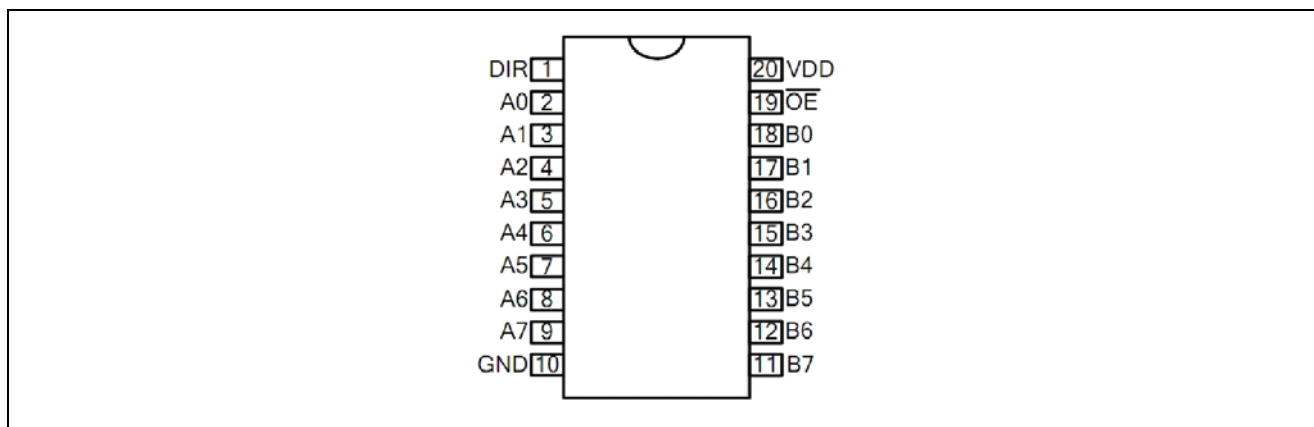 DIR 1 20 VDD
A0 2 19 O̅E̅
A1 3 18 B0
A2 4 17 B1
A3 5 16 B2
A4 6 15 B3
A5 7 14 B4
A6 8 13 B5
A7 9 12 B6
GND 10 11 B7